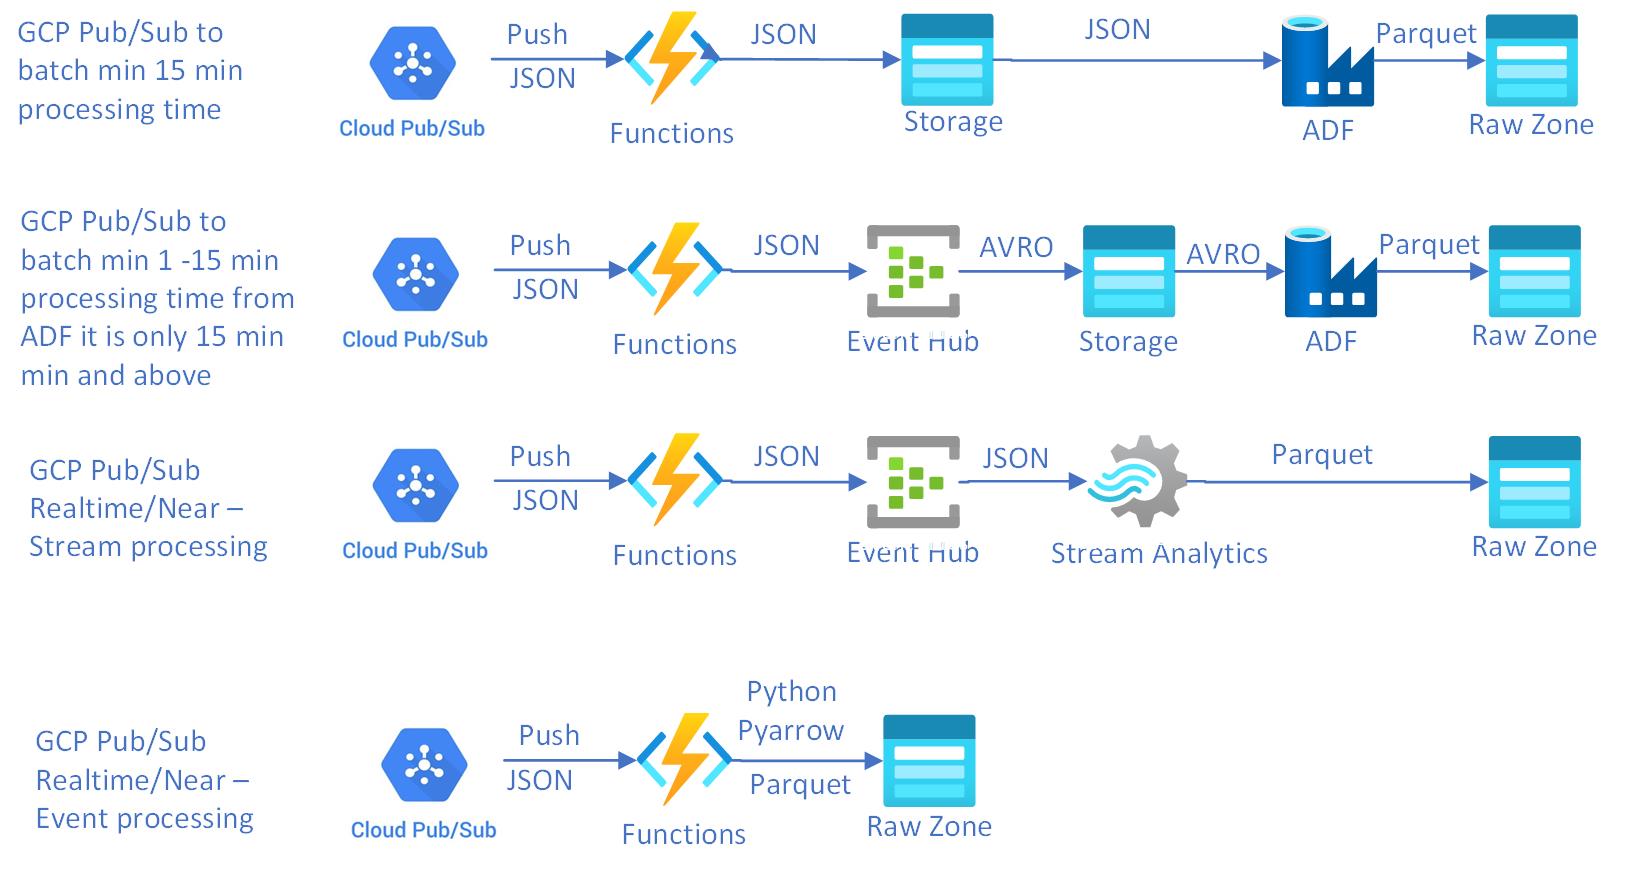 GCP Pub/Sub to
batch min 15 min
processing time
Cloud Pub/Sub
Push
JSON
Functions
JSON
Storage
JSON
ADF
Parquet
Raw Zone
GCP Pub/Sub to
batch min 1 -15 min
processing time from
ADF it is only 15 min
min and above
Cloud Pub/Sub
Push
JSON
Functions
JSON
Event Hub
AVRO
Storage
AVRO
ADF
Parquet
Raw Zone
GCP Pub/Sub
Realtime/Near –
Stream processing
Cloud Pub/Sub
Push
JSON
Functions
JSON
Event Hub
JSON
Stream Analytics
Parquet
Raw Zone
GCP Pub/Sub
Realtime/Near –
Event processing
Cloud Pub/Sub
Push
JSON
Functions
Python
Pyarrow
Parquet
Raw Zone